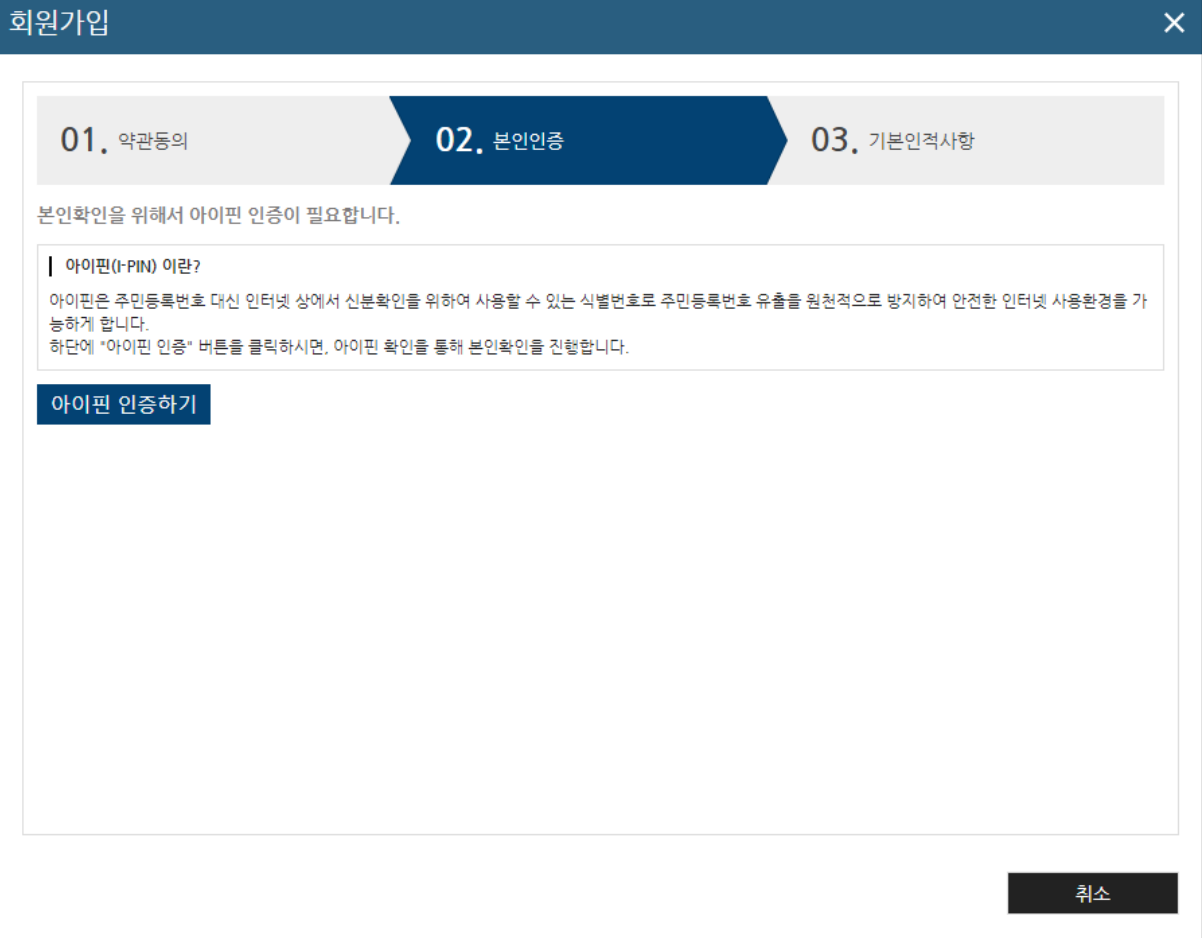 회원가입
01. 약관동의
02. 본인인증
03. 기본인적사항
본인확인을 위해서 아이핀 인증이 필요합니다.
아이핀(I-PIN) 이란?
아이핀은 주민등록번호 대신 인터넷 상에서 신분확인을 위하여 사용할 수 있는 식별번호로 주민등록번호 유출을 원천적으로 방지하여 안전한 인터넷 사용환경을 가
능하게 합니다.
하단에 "아이핀 인증" 버튼을 클릭하시면, 아이핀 확인을 통해 본인확인을 진행합니다.
아이핀 인증하기
취소